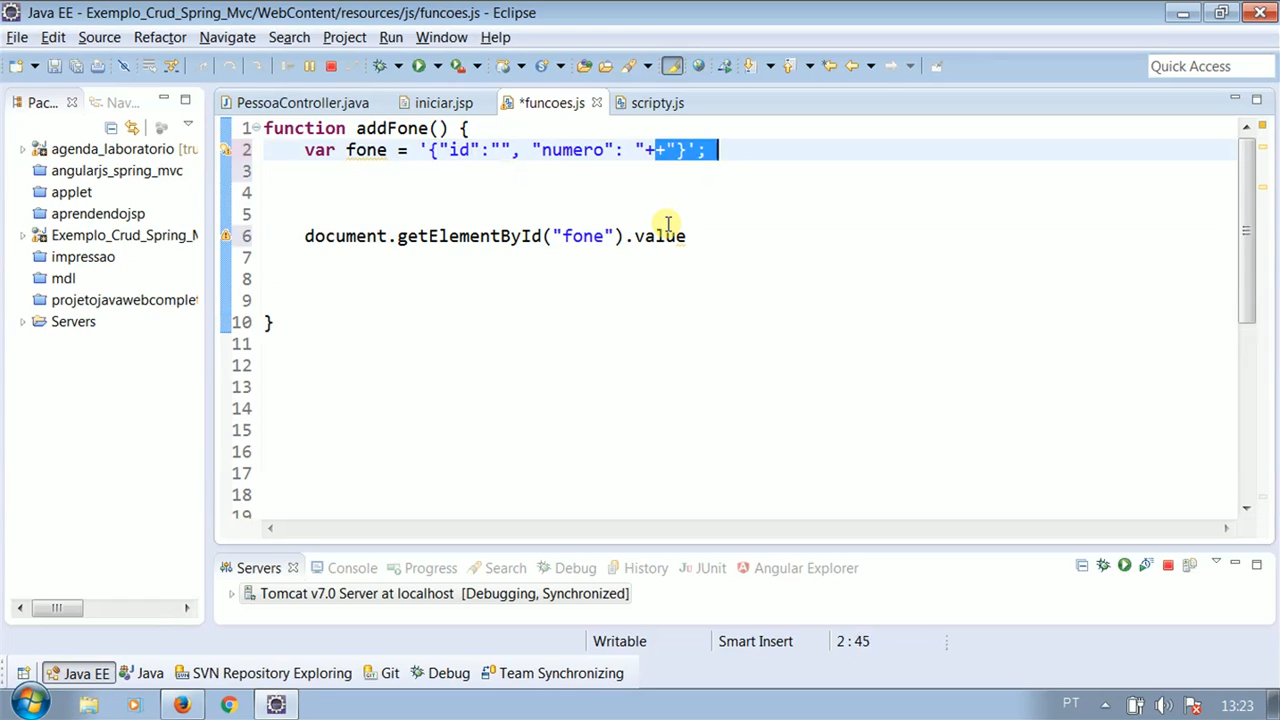 Java EE - Exemplo_Crud_Spring_Mvc/WebContent/resources/js/funcoes.js - Eclipse
File Edit Source Refactor Navigate Search Project Run Window Help
Quick Access
Pac... Nav...
PessoaController.java iniciar.jsp *funcoes.js scripty.js
agenda_laboratorio [tru
angularjs_spring_mvc
applet
aprendendojsp
Exemplo_Crud_Spring_M
impressao
mdl
projetojavawebcomplet
Servers
1 function addFone() {
2 var fone = '{"id":"", "numero": "++"}';
3
4
5
6 document.getElementById("fone").value
7
8
9
10 }
11
12
13
14
15
16
17
18
19
Servers Console Progress Search Debug History JUnit Angular Explorer
Tomcat v7.0 Server at localhost [Debugging, Synchronized]
Writable Smart Insert 2 : 45
Java EE Java SVN Repository Exploring Git Debug Team Synchronizing
PT 13:23